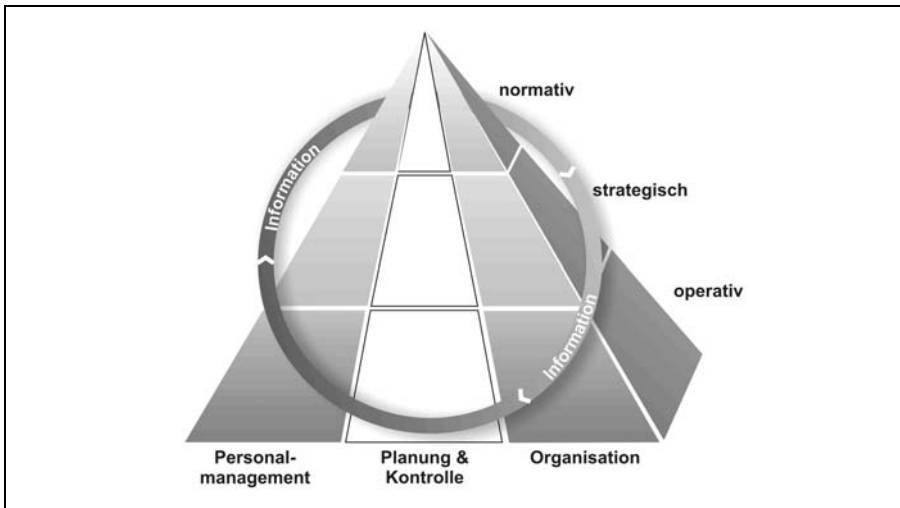 normativ
Information
strategisch
operativ
Information
Personal-
management
Planung &
Kontrolle
Organisation